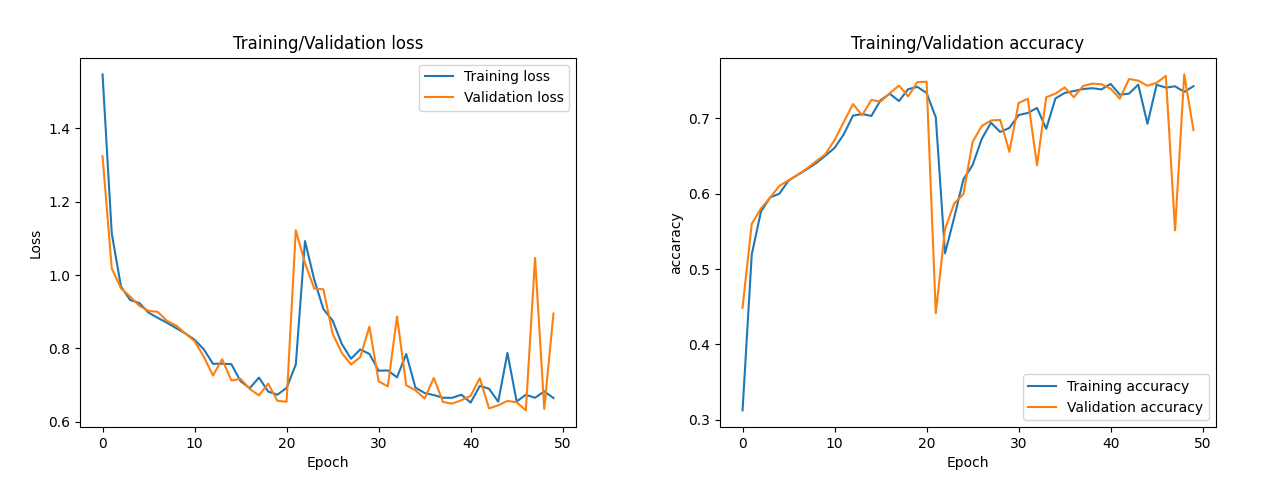 Training/Validation loss
Training loss
Validation loss
1.4
1.2
1.0
0.8
0.6
Loss
0
10
20
30
40
50
Epoch
Training/Validation accuracy
0.7
0.6
0.5
0.4
0.3
accaracy
Training accuracy
Validation accuracy
0
10
20
30
40
50
Epoch